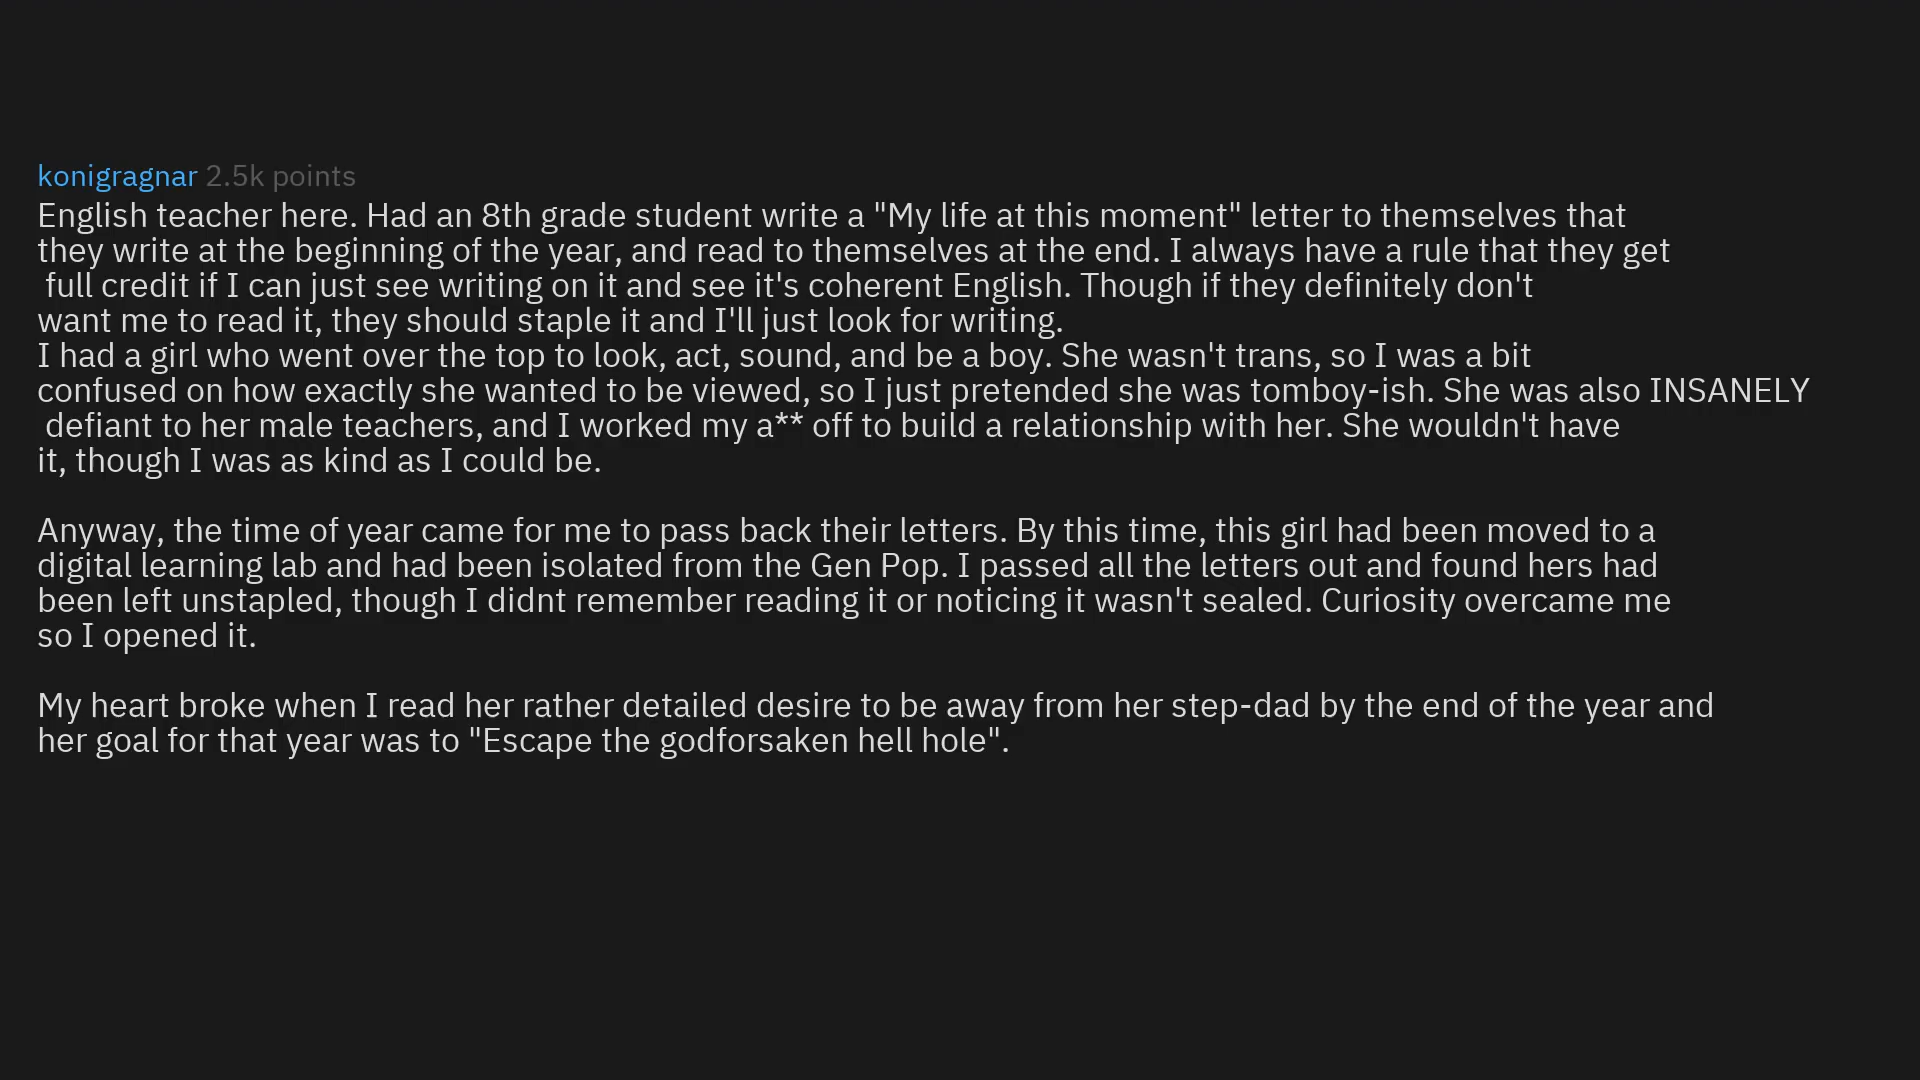 konigragnar 2.5k points
English teacher here. Had an 8th grade student write a "My life at this moment" letter to themselves that
they write at the beginning of the year, and read to themselves at the end. I always have a rule that they get
full credit if I can just see writing on it and see it's coherent English. Though if they definitely don't
want me to read it, they should staple it and I'll just look for writing.
I had a girl who went over the top to look, act, sound, and be a boy. She wasn't trans, so I was a bit
confused on how exactly she wanted to be viewed, so I just pretended she was tomboy-ish. She was also INSANELY
defiant to her male teachers, and I worked my a** off to build a relationship with her. She wouldn't have
it, though I was as kind as I could be.
Anyway, the time of year came for me to pass back their letters. By this time, this girl had been moved to a
digital learning lab and had been isolated from the Gen Pop. I passed all the letters out and found hers had
been left unstapled, though I didnt remember reading it or noticing it wasn't sealed. Curiosity overcame me
so I opened it.
My heart broke when I read her rather detailed desire to be away from her step-dad by the end of the year and
her goal for that year was to "Escape the godforsaken hell hole".